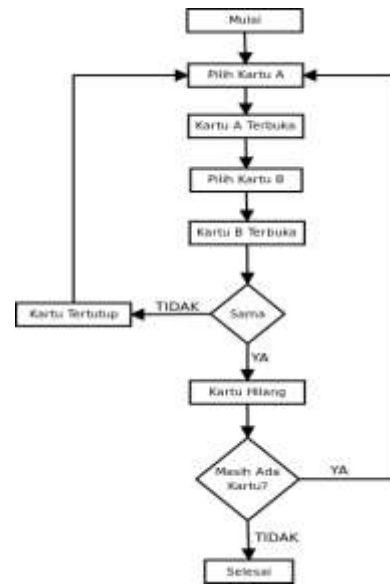 Mulai
Pilih Kartu A
Kartu A Terbuka
Pilih Kartu B
Kartu B Terbuka
Sama
TIDAK
Kartu Tertutup
YA
Kartu Hilang
Masih Ada
Kartu?
YA
TIDAK
Selesai